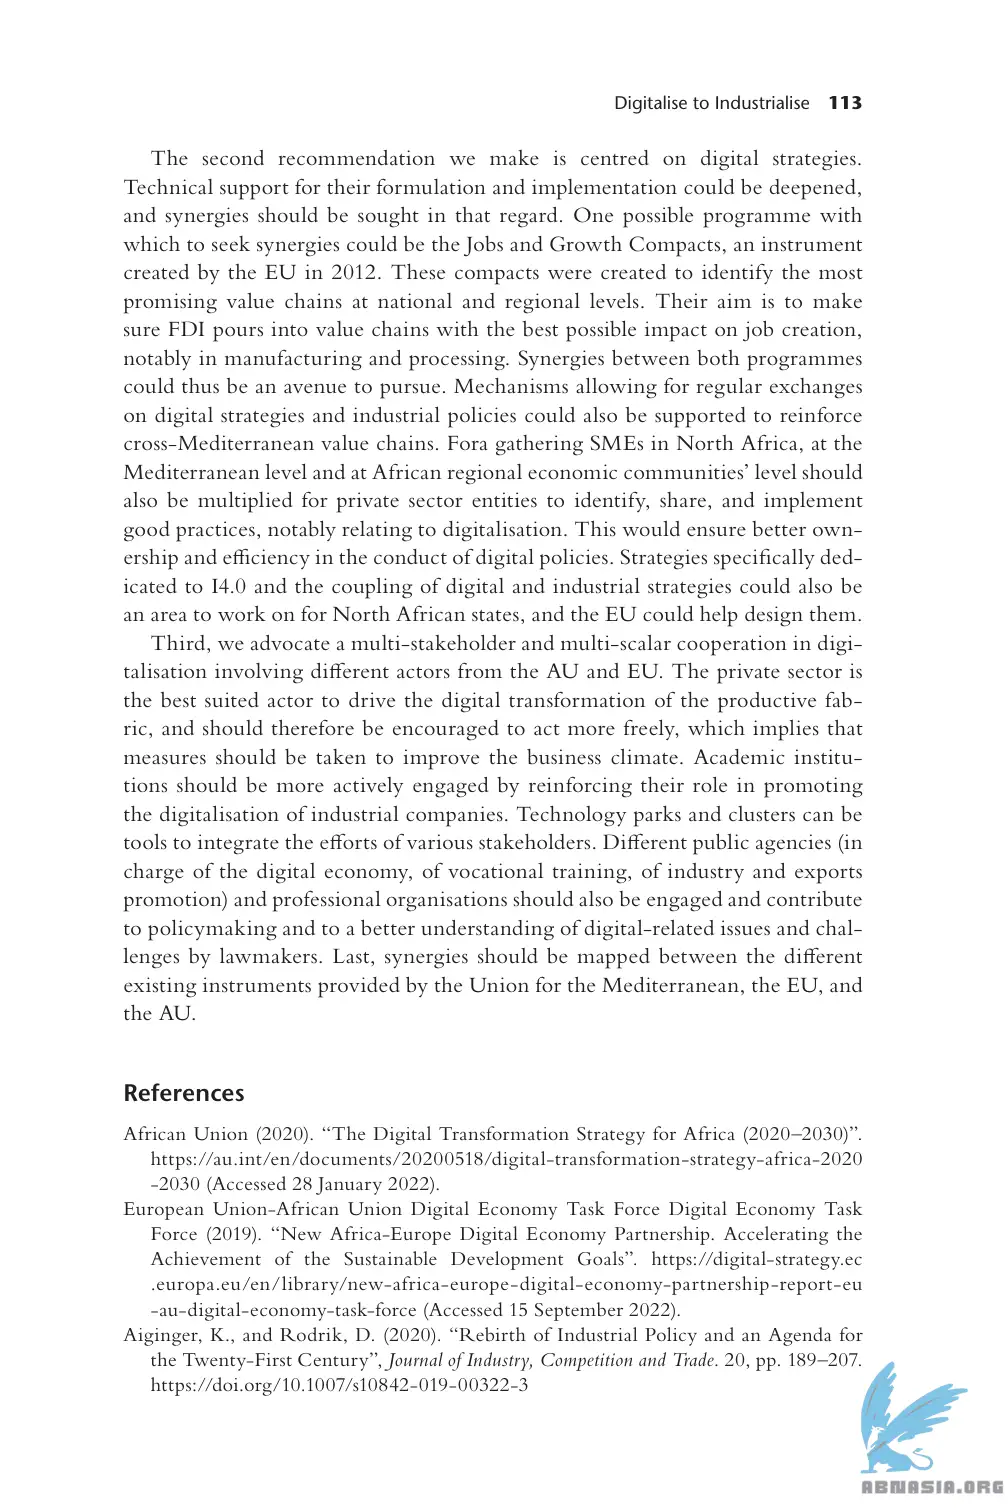 Digitalise to Industrialise 113
The second recommendation we make is centred on digital strategies.
Technical support for their formulation and implementation could be deepened,
and synergies should be sought in that regard. One possible programme with
which to seek synergies could be the Jobs and Growth Compacts, an instrument
created by the EU in 2012. These compacts were created to identify the most
promising value chains at national and regional levels. Their aim is to make
sure FDI pours into value chains with the best possible impact on job creation,
notably in manufacturing and processing. Synergies between both programmes
could thus be an avenue to pursue. Mechanisms allowing for regular exchanges
on digital strategies and industrial policies could also be supported to reinforce
cross-Mediterranean value chains. Fora gathering SMEs in North Africa, at the
Mediterranean level and at African regional economic communities’ level should
also be multiplied for private sector entities to identify, share, and implement
good practices, notably relating to digitalisation. This would ensure better own-
ership and efficiency in the conduct of digital policies. Strategies specifically ded-
icated to I4.0 and the coupling of digital and industrial strategies could also be
an area to work on for North African states, and the EU could help design them.
Third, we advocate a multi-stakeholder and multi-scalar cooperation in digi-
talisation involving different actors from the AU and EU. The private sector is
the best suited actor to drive the digital transformation of the productive fab-
ric, and should therefore be encouraged to act more freely, which implies that
measures should be taken to improve the business climate. Academic institu-
tions should be more actively engaged by reinforcing their role in promoting
the digitalisation of industrial companies. Technology parks and clusters can be
tools to integrate the efforts of various stakeholders. Different public agencies (in
charge of the digital economy, of vocational training, of industry and exports
promotion) and professional organisations should also be engaged and contribute
to policymaking and to a better understanding of digital-related issues and chal-
lenges by lawmakers. Last, synergies should be mapped between the different
existing instruments provided by the Union for the Mediterranean, the EU, and
the AU.
References
African Union (2020). “The Digital Transformation Strategy for Africa (2020–2030)”.
https://au.int/en/documents/20200518/digital-transformation-strategy-africa-2020
-2030 (Accessed 28 January 2022).
European Union-African Union Digital Economy Task Force Digital Economy Task
Force (2019). “New Africa-Europe Digital Economy Partnership. Accelerating the
Achievement of the Sustainable Development Goals”. https://digital-strategy.ec
.europa.eu/en/library/new-africa-europe-digital-economy-partnership-report-eu
-au-digital-economy-task-force (Accessed 15 September 2022).
Aiginger, K., and Rodrik, D. (2020). “Rebirth of Industrial Policy and an Agenda for
the Twenty-First Century”, Journal of Industry, Competition and Trade. 20, pp. 189–207.
https://doi.org/10.1007/s10842-019-00322-3
ABNASIA.ORG